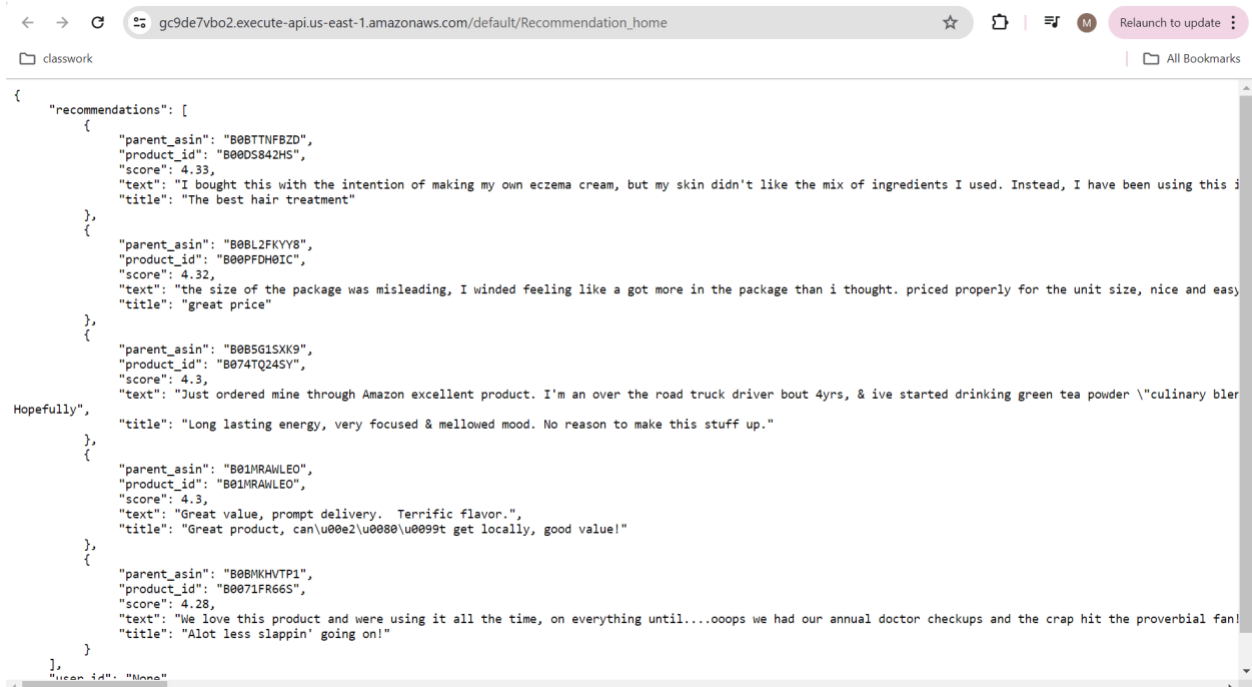 gc9de7vbo2.execute-api.us-east-1.amazonaws.com/default/Recommendation_home
M
Relaunch to update
classwork
All Bookmarks
{
"recommendations": [
{
"parent_asin": "B0BTTNFBZD",
"product_id": "B00DS842HS",
"score": 4.33,
"text": "I bought this with the intention of making my own eczema cream, but my skin didn't like the mix of ingredients I used. Instead, I have been using this i
"title": "The best hair treatment"
},
{
"parent_asin": "B0BL2FKYY8",
"product_id": "B00PFDH0IC",
"score": 4.32,
"text": "the size of the package was misleading, I winded feeling like a got more in the package than i thought. priced properly for the unit size, nice and easy
"title": "great price"
},
{
"parent_asin": "B0B5G1SXK9",
"product_id": "B074TQ24SY",
"score": 4.3,
"text": "Just ordered mine through Amazon excellent product. I'm an over the road truck driver bout 4yrs, & ive started drinking green tea powder \"culinary bler
Hopefully",
"title": "Long lasting energy, very focused & mellowed mood. No reason to make this stuff up."
},
{
"parent_asin": "B01MRAWLEO",
"product_id": "B01MRAWLEO",
"score": 4.3,
"text": "Great value, prompt delivery.  Terrific flavor.",
"title": "Great product, can\u00e2\u0080\u0099t get locally, good value!"
},
{
"parent_asin": "B0BMKHVTP1",
"product_id": "B0071FR66S",
"score": 4.28,
"text": "We love this product and were using it all the time, on everything until....ooops we had our annual doctor checkups and the crap hit the proverbial fan!
"title": "Alot less slappin' going on!"
}
],
"user_id": "None"